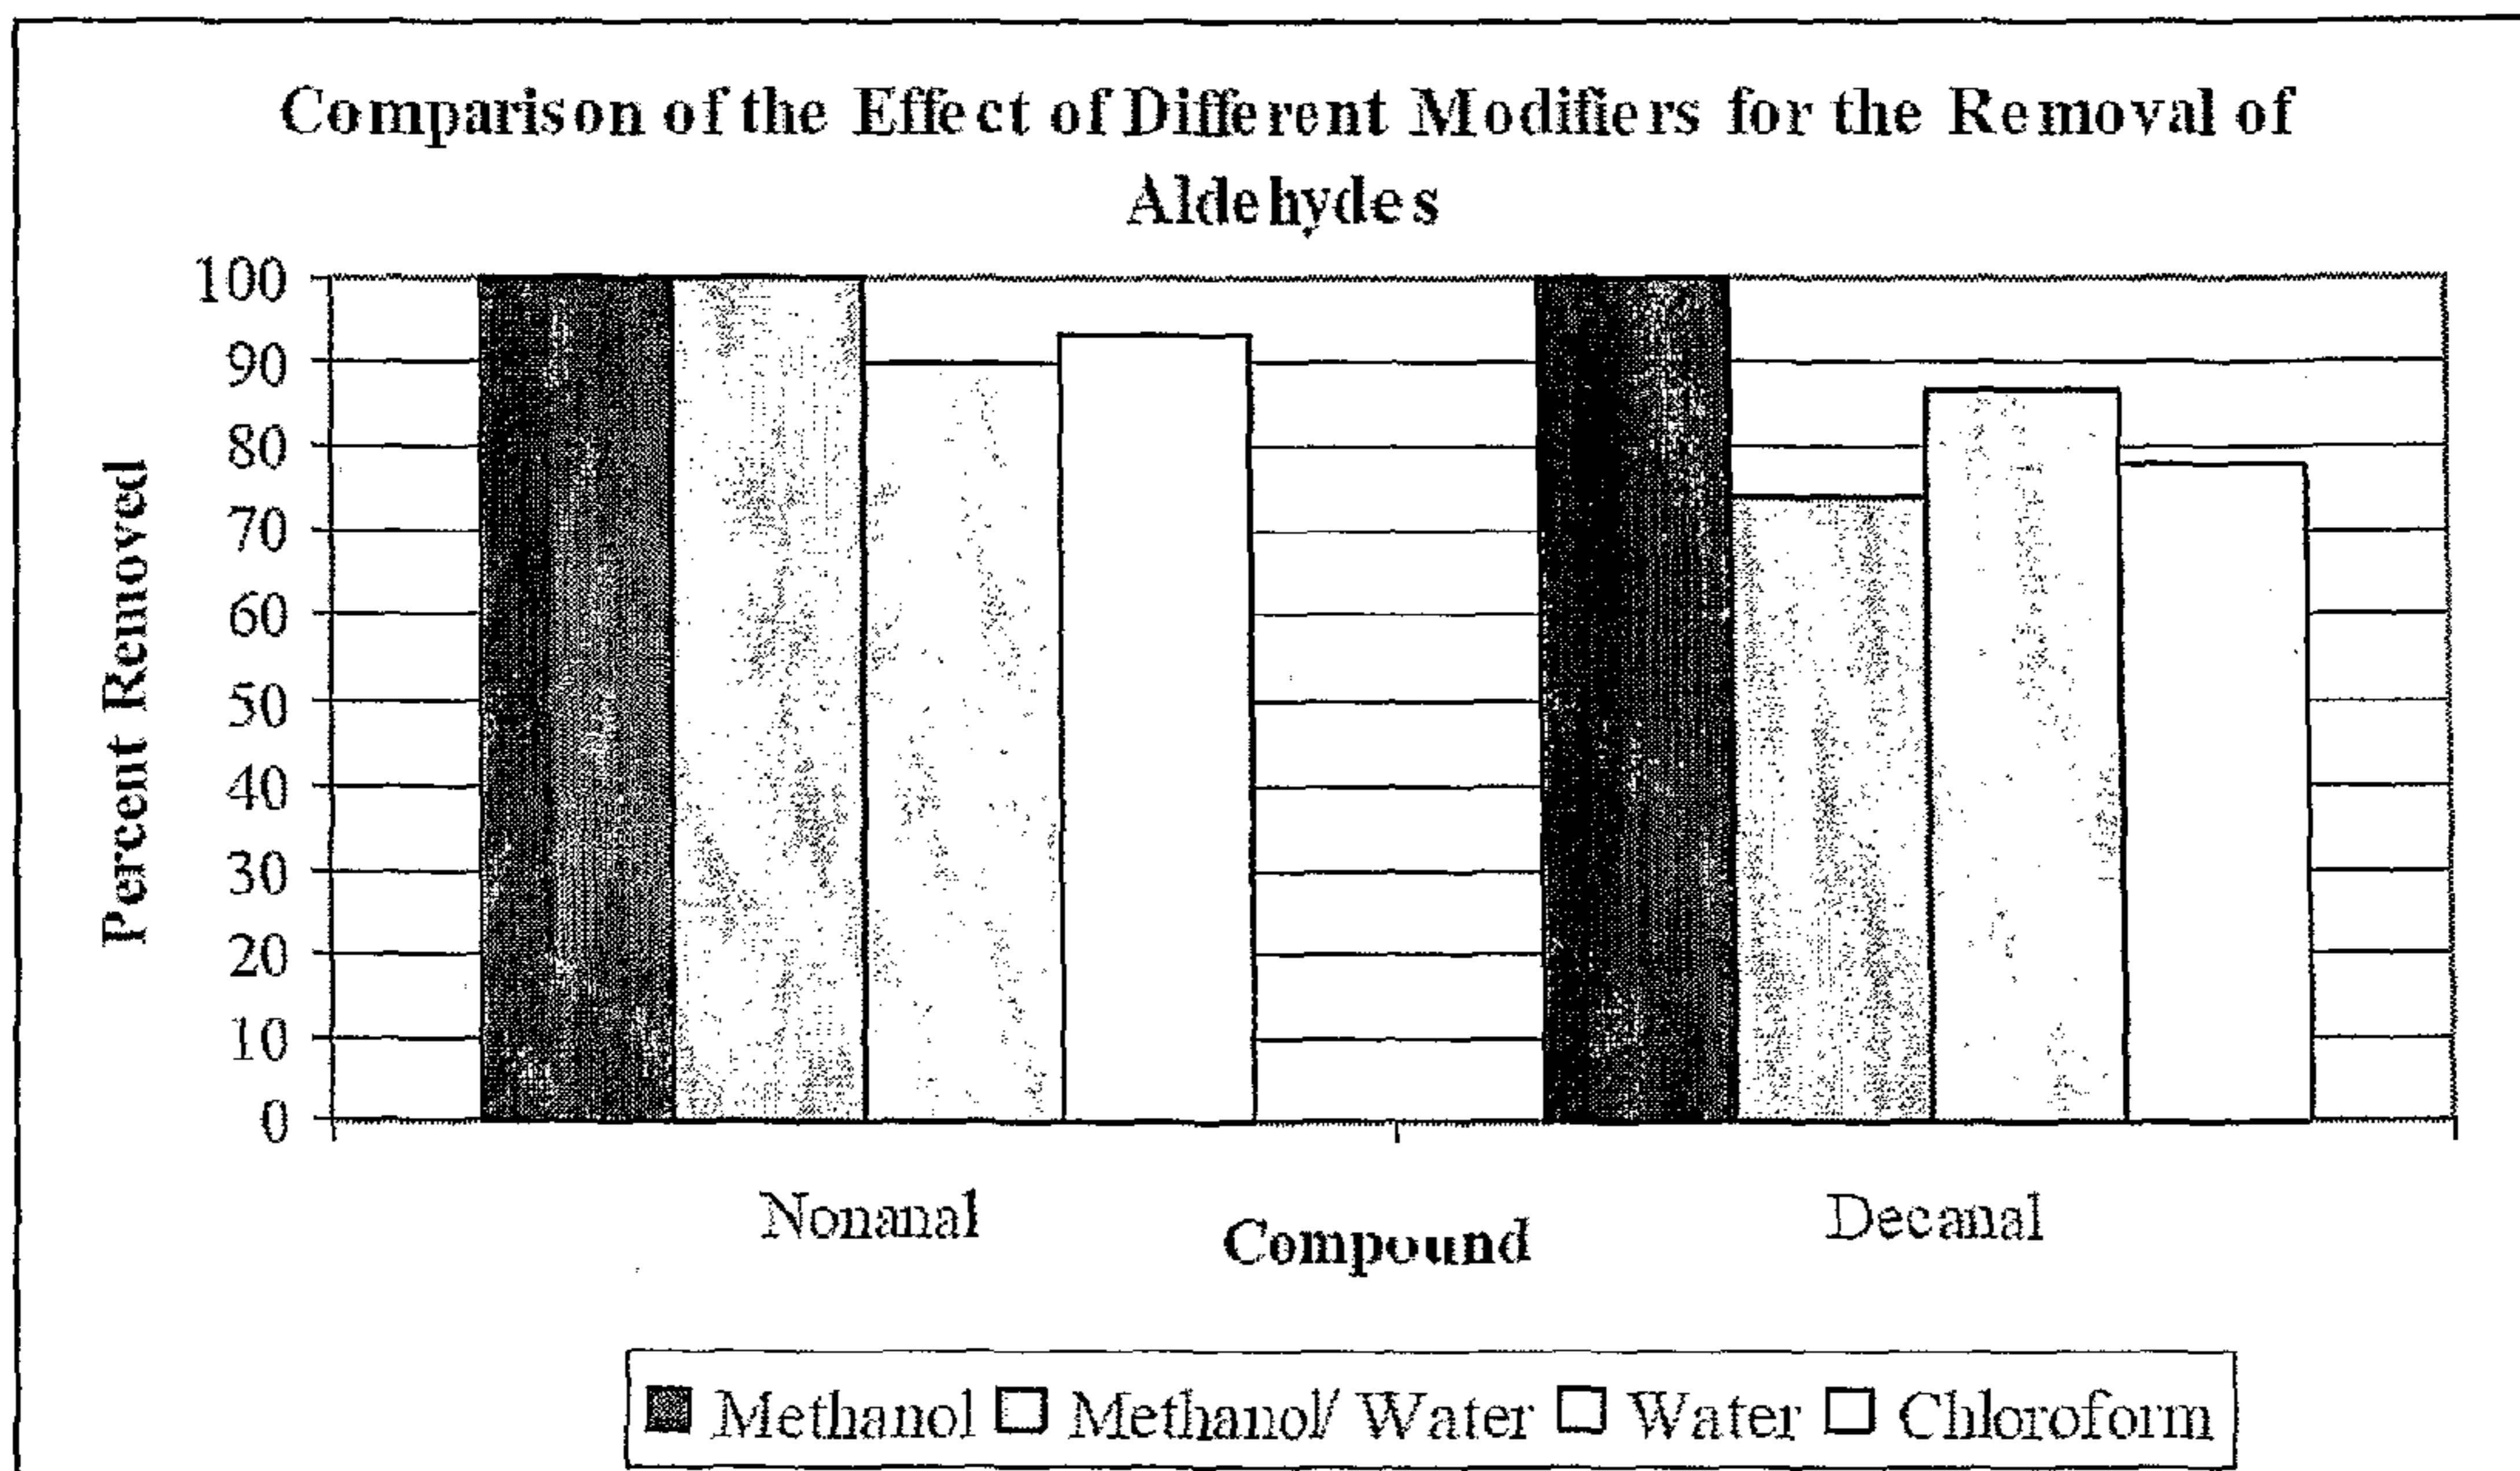 Comparison of the Effect of Different Modifiers for the Removal of
Aldehydes
100
90
80
70
60
50
40
30
20
10
0
Percent Removed
Nonanal
Decanal
Compound
Methanol Methanol/ Water Water Chloroform